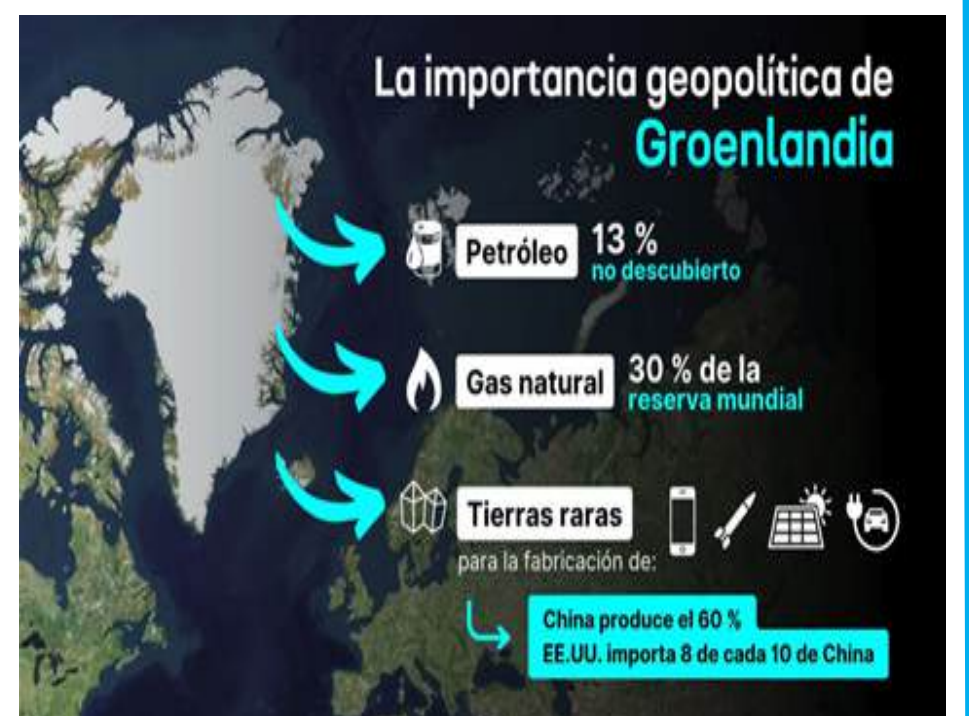 La importancia geopolítica de
Groenlandia
Petróleo
13 %
no descubierto
Gas natural
30 % de la
reserva mundial
Tierras raras
para la fabricación de:
China produce el 60 %
EE.UU. importa 8 de cada 10 de China